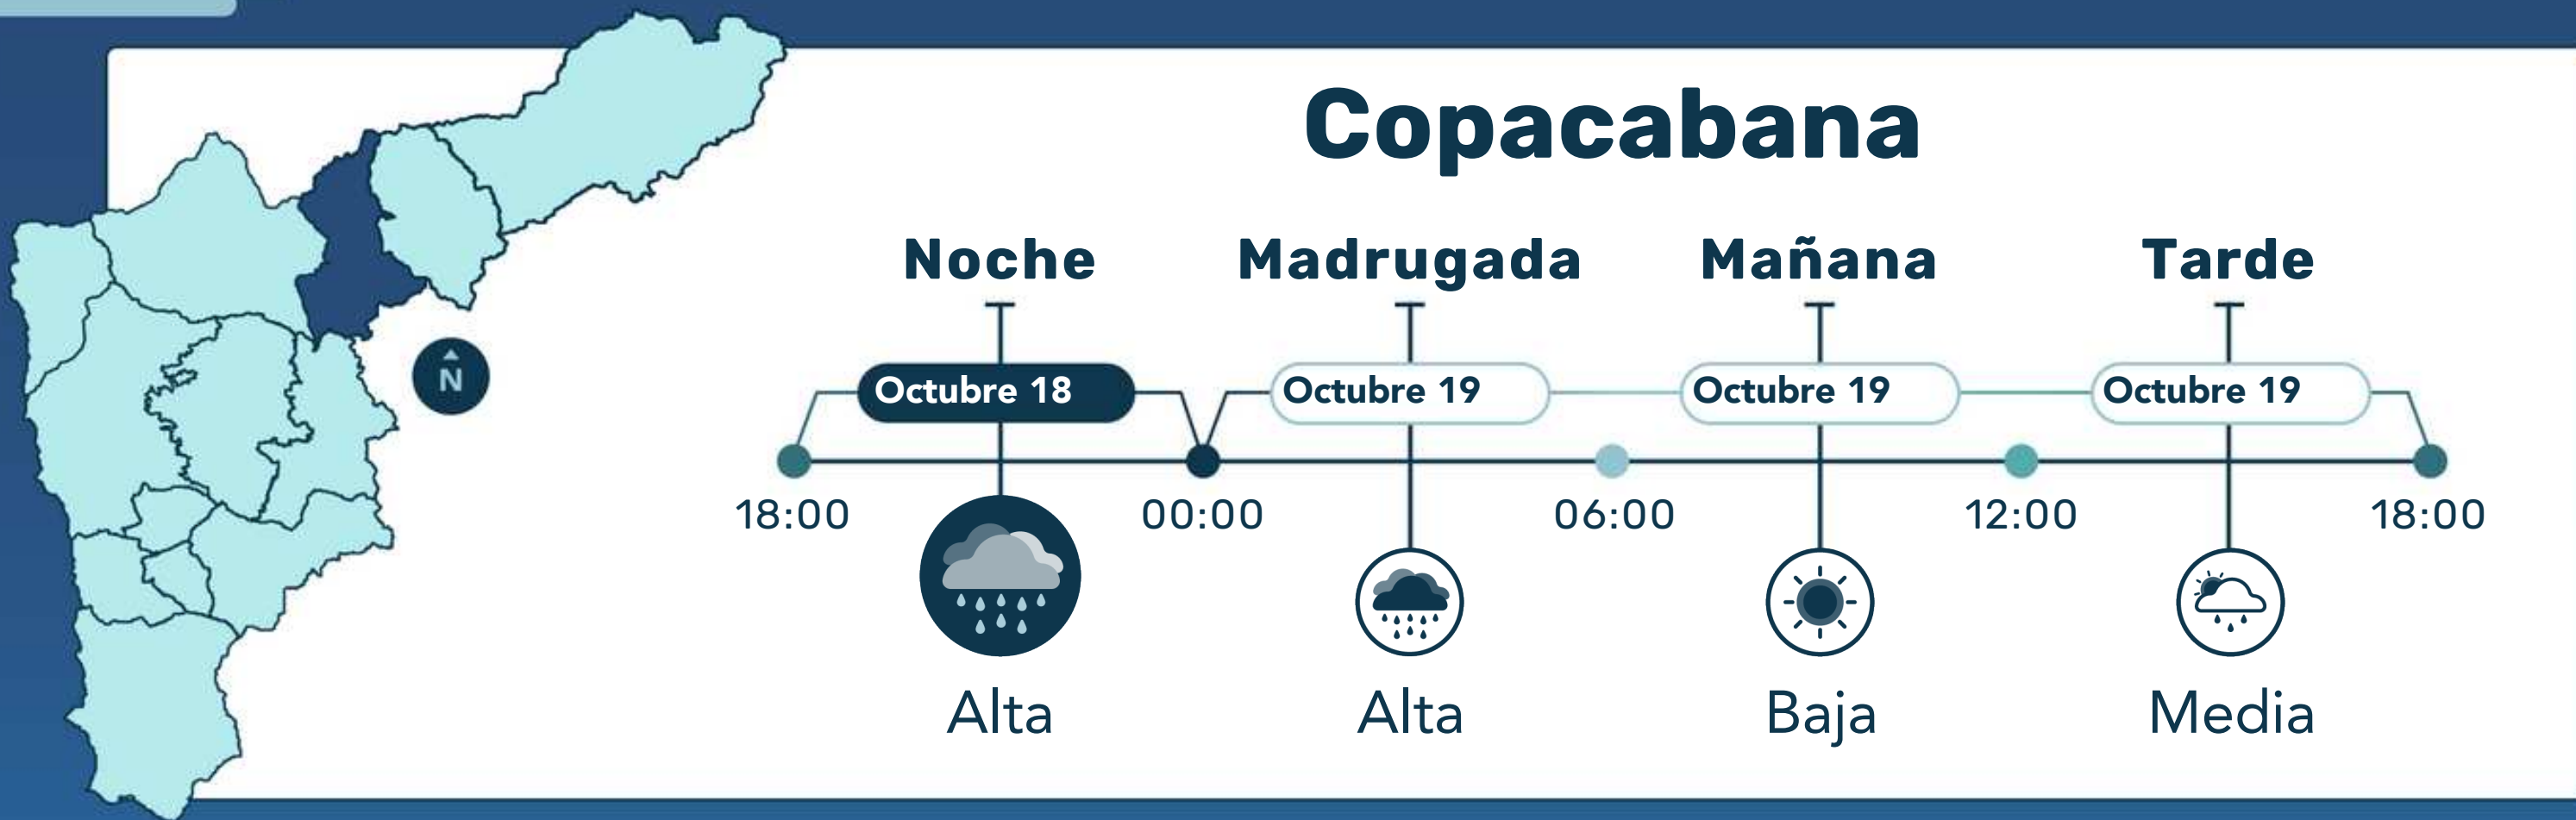 Copacabana
Noche
Madrugada
Mañana
Tarde
Octubre 18
Octubre 19
Octubre 19
Octubre 19
N
18:00
00:00
06:00
12:00
18:00
Alta
Alta
Baja
Media